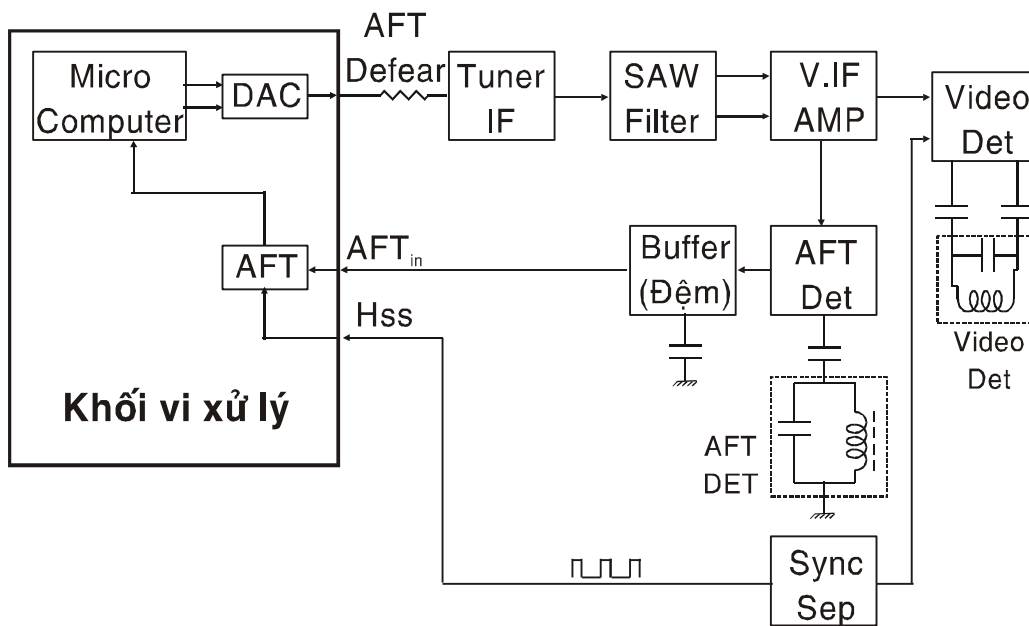 AFT
Defear
Micro
Computer
DAC
Tuner
IF
SAW
Filter
V.IF
AMP
Video
Det
AFT
AFTin
Buffer
(Đệm)
AFT
Det
Hss
Video
Det
Khối vi xử lý
AFT
DET
Sync
Sep